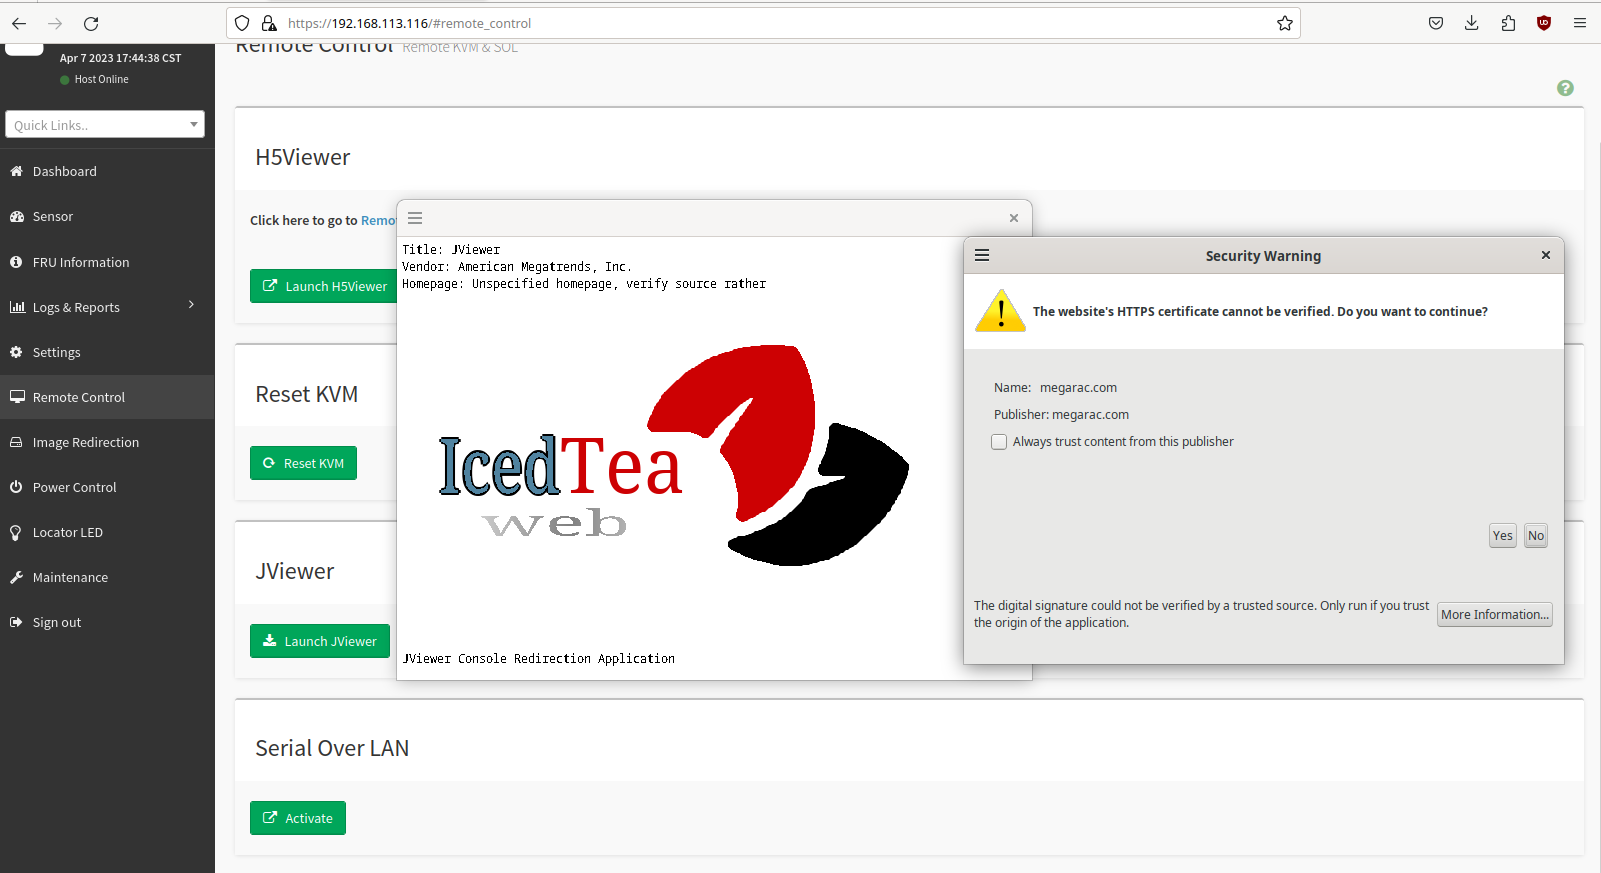 https://192.168.113.116/#remote_control
Apr 7 2023 17:44:38 CST
Host Online
Quick Links..
Dashboard
Sensor
FRU Information
Logs & Reports
Settings
Remote Control
Image Redirection
Power Control
Locator LED
Maintenance
Sign out
Remote Control Remote KVM & SOL
H5Viewer
Click here to go to Remo
Launch H5Viewer
Reset KVM
Reset KVM
JViewer
Launch JViewer
Serial Over LAN
Activate
Title: JViewer
Vendor: American Megatrends, Inc.
Homepage: Unspecified homepage, verify source rather
IcedTea
web
JViewer Console Redirection Application
Security Warning
The website's HTTPS certificate cannot be verified. Do you want to continue?
Name: megarac.com
Publisher: megarac.com
Always trust content from this publisher
Yes No
The digital signature could not be verified by a trusted source. Only run if you trust
the origin of the application.
More Information...